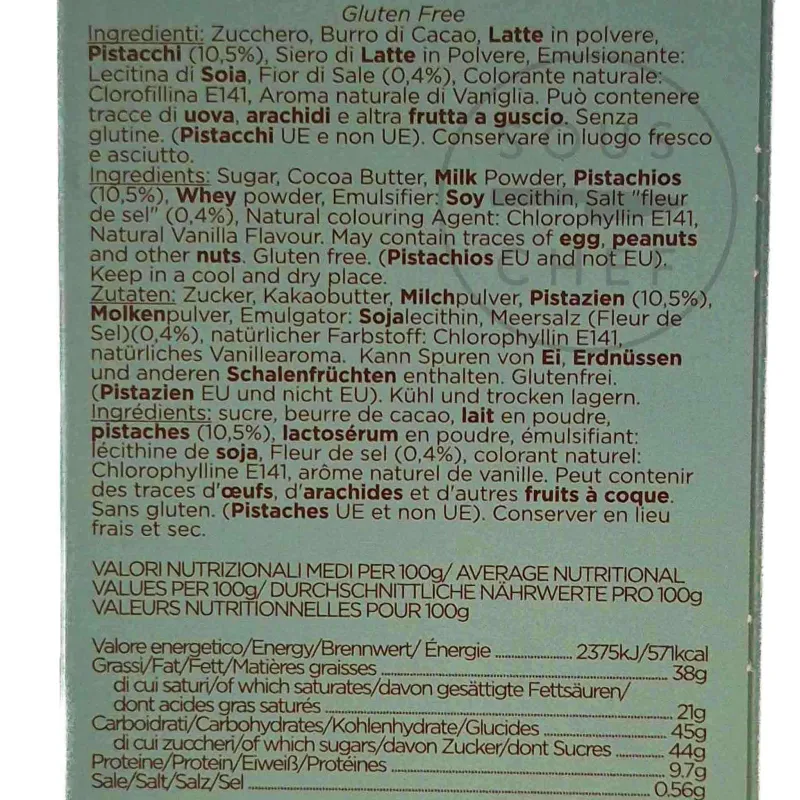 Gluten Free
Ingredienti: Zucchero, Burro di Cacao, Latte in polvere,
Pistacchi (10,5%), Siero di Latte in Polvere, Emulsionante:
Lecitina di Soia, Fior di Sale (0,4%), Colorante naturale:
Clorofillina E141, Aroma naturale di Vaniglia. Può contenere
tracce di uova, arachidi e altra frutta a guscio. Senza
glutine. (Pistacchi UE e non UE). Conservare in luogo fresco
e asciutto.
Ingredients: Sugar, Cocoa Butter, Milk Powder, Pistachios
(10,5%), Whey powder, Emulsifier: Soy Lecithin, Salt "fleur
de sel" (0,4%), Natural colouring Agent: Chlorophyllin E141,
Natural Vanilla Flavour. May contain traces of egg, peanuts
and other nuts. Gluten free. (Pistachios EU and not EU).
Keep in a cool and dry place.
Zutaten: Zucker, Kakaobutter, Milchpulver, Pistazien (10,5%),
Molkenpulver, Emulgator: Sojalecithin, Meersalz (Fleur de
Sel)(0,4%), natürlicher Farbstoff: Chlorophyllin E141,
natürliches Vanillearoma. Kann Spuren von Ei, Erdnüssen
und anderen Schalenfrüchten enthalten. Glutenfrei.
(Pistazien EU und nicht EU). Kühl und trocken lagern.
Ingrédients: sucre, beurre de cacao, lait en poudre,
pistaches (10,5%), lactosérum en poudre, émulsifiant:
lécithine de soja, Fleur de sel (0,4%), colorant naturel:
Chlorophylline E141, arôme naturel de vanille. Peut contenir
des traces d'œufs, d'arachides et d'autres fruits à coque.
Sans gluten. (Pistaches UE et non UE). Conserver en lieu
frais et sec.
VALORI NUTRIZIONALI MEDI PER 100g/ AVERAGE NUTRITIONAL
VALUES PER 100g/ DURCHSCHNITTLICHE NÄHRWERTE PRO 100g
VALEURS NUTRITIONNELLES POUR 100g
Valore energetico/Energy/Brennwert/ Énergie 2375kJ/571kcal
Grassi/Fat/Fett/Matières graisses 38g
di cui saturi/of which saturates/davon gesättigte Fettsäuren/
dont acides gras saturés 21g
Carboidrati/Carbohydrates/Kohlenhydrate/Glucides 45g
di cui zuccheri/of which sugars/davon Zucker/dont Sucres 44g
Proteine/Protein/Eiweiß/Protéines 9.7g
Sale/Salt/Salz/Sel 0.56g
SOUS
CHEF